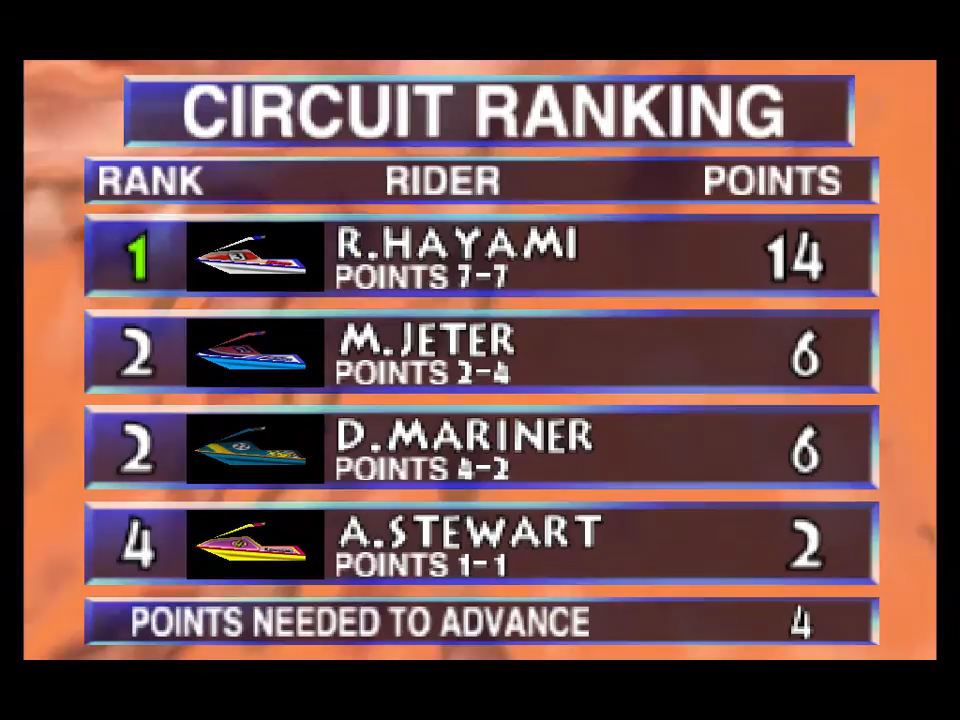 CIRCUIT RANKING
RANK RIDER POINTS
1 R.HAYAMI 14
POINTS 7-7
2 M.JETER 6
POINTS 2-4
2 D.MARINER 6
POINTS 4-2
4 A.STEWART 2
POINTS 1-1
POINTS NEEDED TO ADVANCE 4